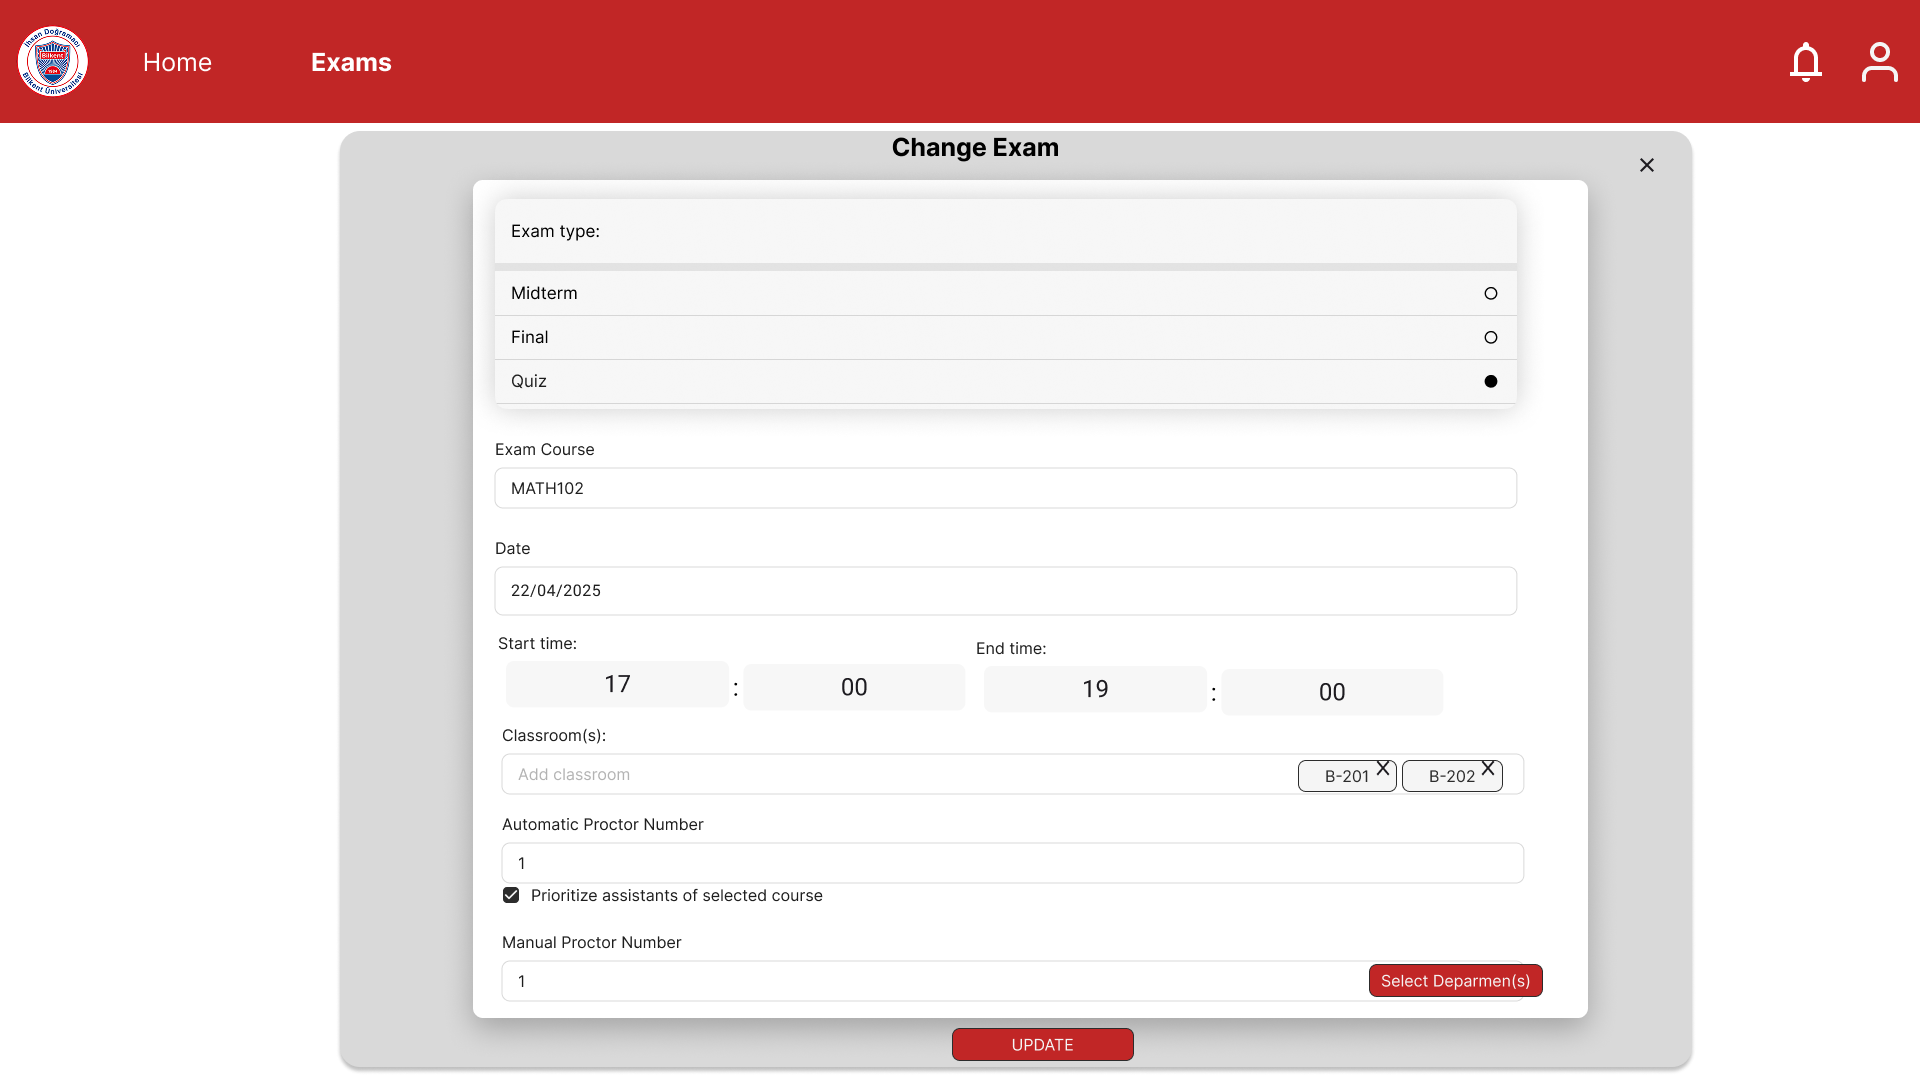 İhsan Doğramacı
Bilkent
1984
Bilkent Üniversitesi
Home
Exams
Change Exam
Exam type:
Midterm
Final
Quiz
Exam Course
MATH102
Date
22/04/2025
Start time:
End time:
17 : 00
19 : 00
Classroom(s):
Add classroom
B-201 X
B-202 X
Automatic Proctor Number
1
Prioritize assistants of selected course
Manual Proctor Number
1
Select Deparmen(s)
UPDATE